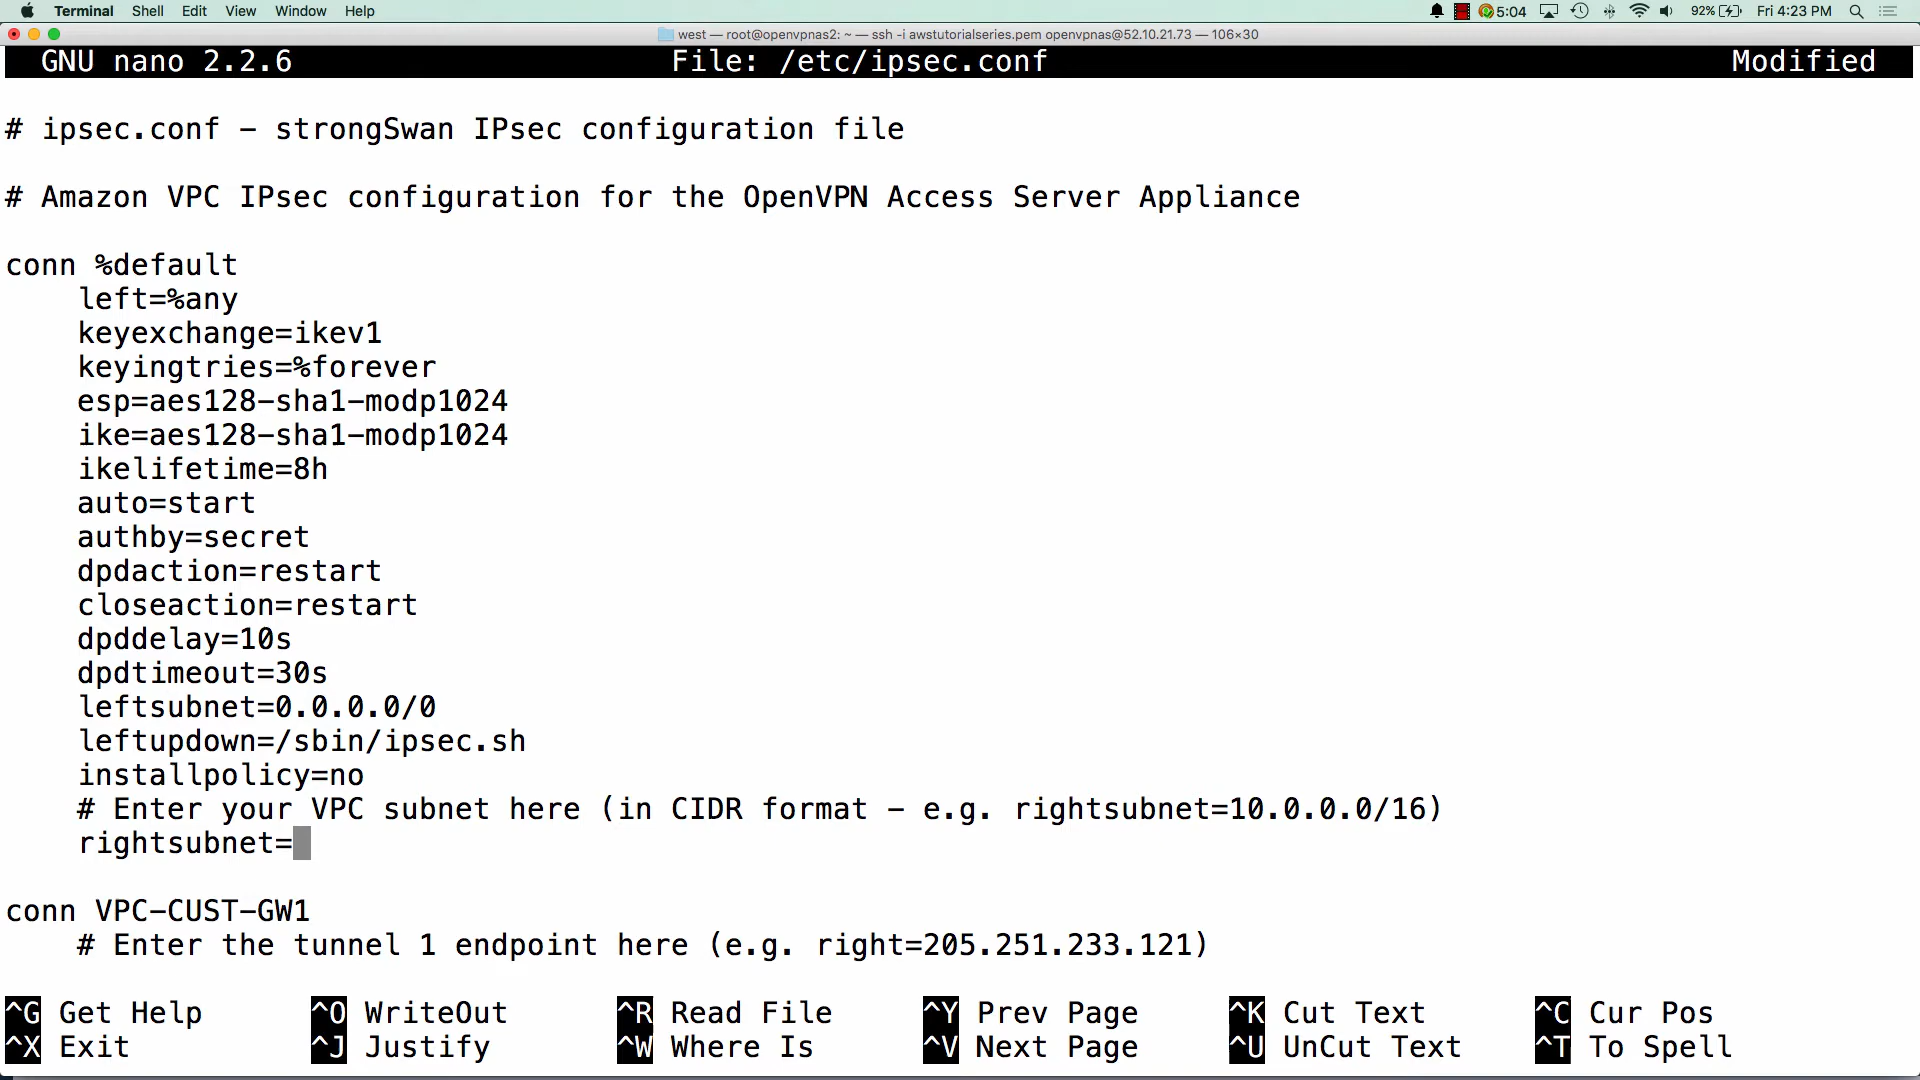 Terminal Shell Edit View Window Help 5:04 92% Fri 4:23 PM
west — root@openvpnas2: ~ — ssh -i awstutorialseries.pem openvpnas@52.10.21.73 — 106×30
GNU nano 2.2.6 File: /etc/ipsec.conf Modified
# ipsec.conf - strongSwan IPsec configuration file
# Amazon VPC IPsec configuration for the OpenVPN Access Server Appliance
conn %default
left=%any
keyexchange=ikev1
keyingtries=%forever
esp=aes128-sha1-modp1024
ike=aes128-sha1-modp1024
ikelifetime=8h
auto=start
authby=secret
dpdaction=restart
closeaction=restart
dpddelay=10s
dpdtimeout=30s
leftsubnet=0.0.0.0/0
leftupdown=/sbin/ipsec.sh
installpolicy=no
# Enter your VPC subnet here (in CIDR format - e.g. rightsubnet=10.0.0.0/16)
rightsubnet=
conn VPC-CUST-GW1
# Enter the tunnel 1 endpoint here (e.g. right=205.251.233.121)
^G Get Help ^O WriteOut ^R Read File ^Y Prev Page ^K Cut Text ^C Cur Pos
^X Exit ^J Justify ^W Where Is ^V Next Page ^U UnCut Text ^T To Spell